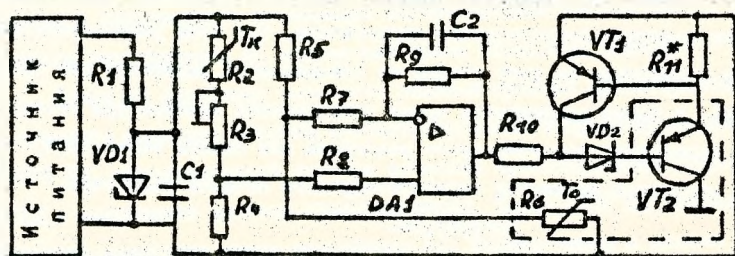 Источник питания
R1
VD1
C1
Tк
R2
R3
R4
R5
R7
R8
C2
R9
DA1
R10
VT1
R11*
VD2
VT2
R6
To